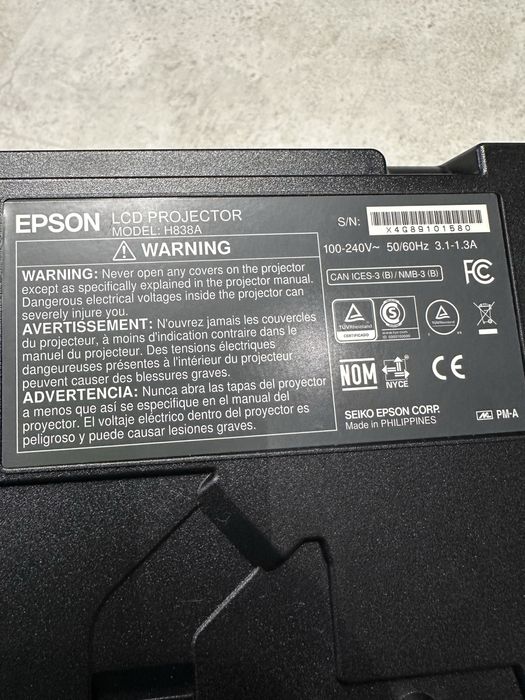 EPSON LCD PROJECTOR
MODEL: H838A
WARNING
WARNING: Never open any covers on the projector
except as specifically explained in the projector manual.
Dangerous electrical voltages inside the projector can
severely injure you.
AVERTISSEMENT: N'ouvrez jamais les couvercles
du projecteur, à moins d'indication contraire dans le
manuel du projecteur. Des tensions électriques
dangeureuses présentes à l'intérieur du projecteur
peuvent causer des blessures graves.
ADVERTENCIA: Nunca abra las tapas del proyector
a menos que así se especifique en el manual del
proyector. El voltaje eléctrico dentro del proyector es
peligroso y puede causar lesiones graves.
S/N:
X4G89101580
100-240V~ 50/60Hz 3.1-1.3A
CAN ICES-3 (B) / NMB-3 (B)
FC
TÜVRheinland
CERTIFICADO
S
NOM
NYCE
CE
SEIKO EPSON CORP.
Made in PHILIPPINES
PM-A